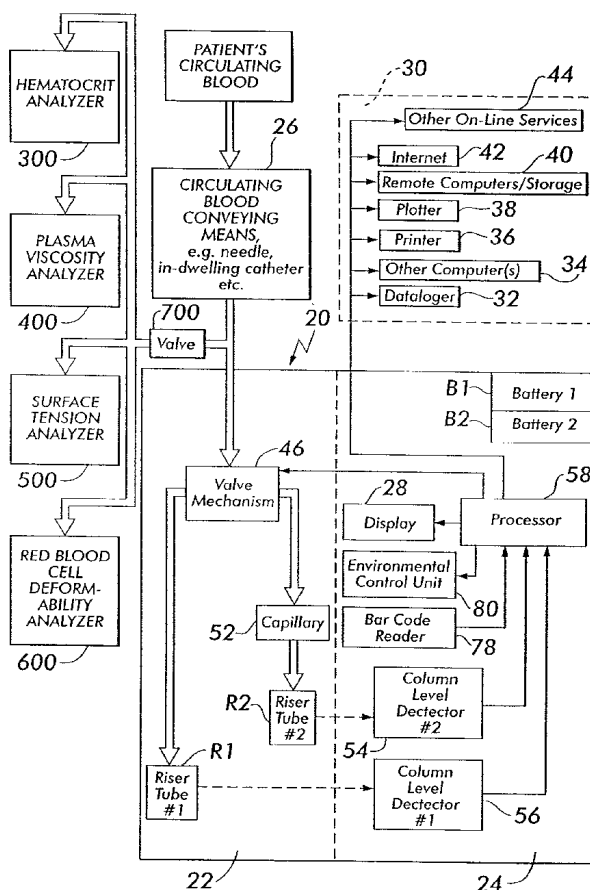 HEMATOCRIT
ANALYZER
300
PLASMA
VISCOSITY
ANALYZER
400
SURFACE
TENSION
ANALYZER
500
RED BLOOD
CELL
DEFORM-
ABILITY
ANALYZER
600
PATIENT'S
CIRCULATING
BLOOD
26
CIRCULATING
BLOOD
CONVEYING
MEANS,
e.g. needle,
in-dwelling catheter
etc.
700
Valve
20
30
44
Other On-Line Services
Internet
42
40
Remote Computers/Storage
Plotter
38
Printer
36
Other Computer(s)
34
Dataloger
32
B1
Battery 1
B2
Battery 2
46
Valve
Mechanism
28
Display
58
Processor
Environmental
Control Unit
80
Bar Code
Reader
78
52
Capillary
R2
Riser
Tube
#2
Column
Level
Dectector
#2
54
R1
Riser
Tube
#1
Column
Level
Dectector
#1
56
22
24